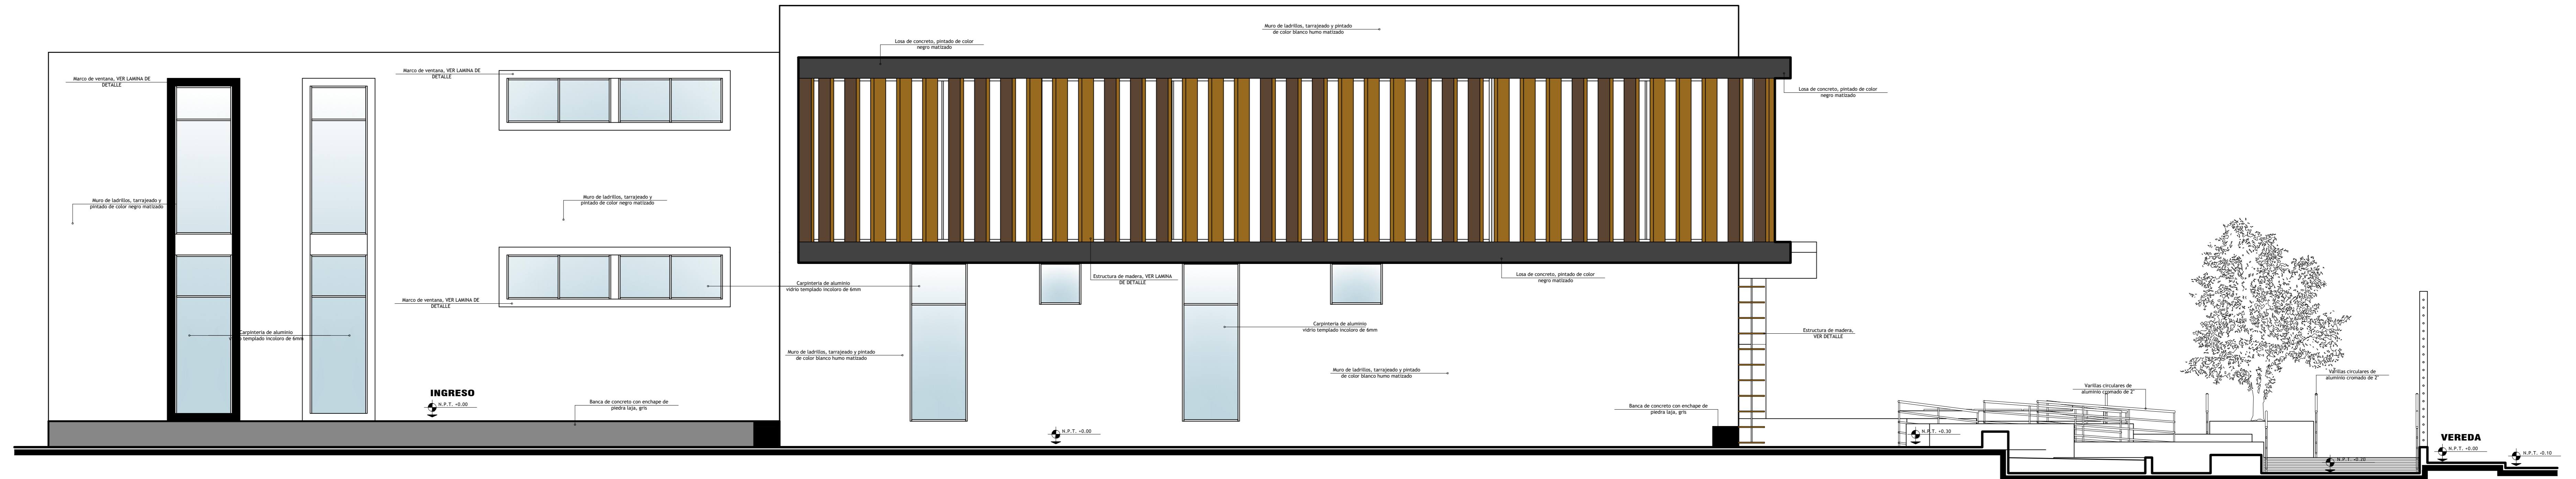 Muro de ladrillos, tarrajeado y pintado
de color blanco humo matizado
Losa de concreto, pintado de color
negro matizado
Marco de ventana, VER LAMINA DE
DETALLE
Marco de ventana, VER LAMINA DE
DETALLE
Losa de concreto, pintado de color
negro matizado
Muro de ladrillos, tarrajeado y
pintado de color negro matizado
Muro de ladrillos, tarrajeado y
pintado de color negro matizado
Estructura de madera, VER LAMINA
DE DETALLE
Losa de concreto, pintado de color
negro matizado
Carpintería de aluminio
vidrio templado incoloro de 6mm
Marco de ventana, VER LAMINA DE
DETALLE
Carpintería de aluminio
vidrio templado incoloro de 6mm
Carpintería de aluminio
vidrio templado incoloro de 6mm
Estructura de madera,
VER DETALLE
Muro de ladrillos, tarrajeado y pintado
de color blanco humo matizado
Muro de ladrillos, tarrajeado y pintado
de color blanco humo matizado
Varillas circulares de
aluminio cromado de 2"
Varillas circulares de
aluminio cromado de 2"
INGRESO
N.P.T. +0.00
Banca de concreto con enchape de
piedra laja, gris
Banca de concreto con enchape de
piedra laja, gris
N.P.T. +0.00
N.P.T. +0.30
VEREDA
N.P.T. +0.00
N.P.T. -0.10
N.P.T.